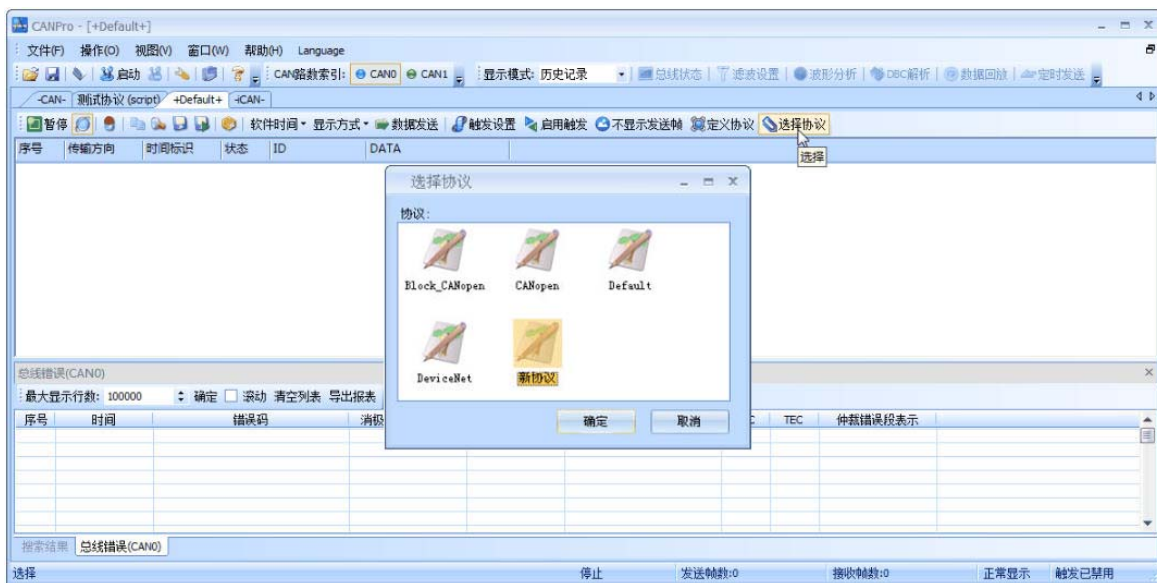 CANPro - [+Default+]
文件(F) 操作(O) 视图(V) 窗口(W) 帮助(H) Language
启动 CAN路数索引: CAN0 CAN1 显示模式: 历史记录 总线状态 滤波设置 波形分析 DBC解析 数据回放 定时发送
-CAN- 测试协议(script) +Default+ -CAN-
暂停 软件时间 显示方式 数据发送 触发设置 启用触发 不显示发送帧 定义协议 选择协议
序号 传输方向 时间标识 状态 ID DATA
选择
选择协议
协议:
Block_CANopen CANopen Default
DeviceNet 新协议
确定 取消
总线错误(CAN0)
最大显示行数: 100000 确定 滚动 清空列表 导出报表
序号 时间 错误码 消极 TEC 仲裁错误段表示
搜索结果 总线错误(CAN0)
选择 停止 发送帧数:0 接收帧数:0 正常显示 触发已禁用